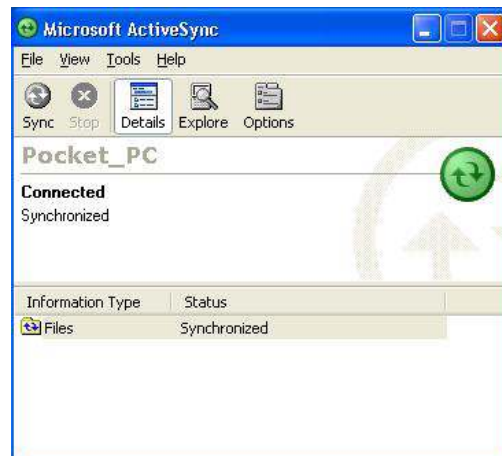 Microsoft ActiveSync
File View Tools Help
Sync Stop Details Explore Options
Pocket_PC
Connected
Synchronized
Information Type Status
Files Synchronized